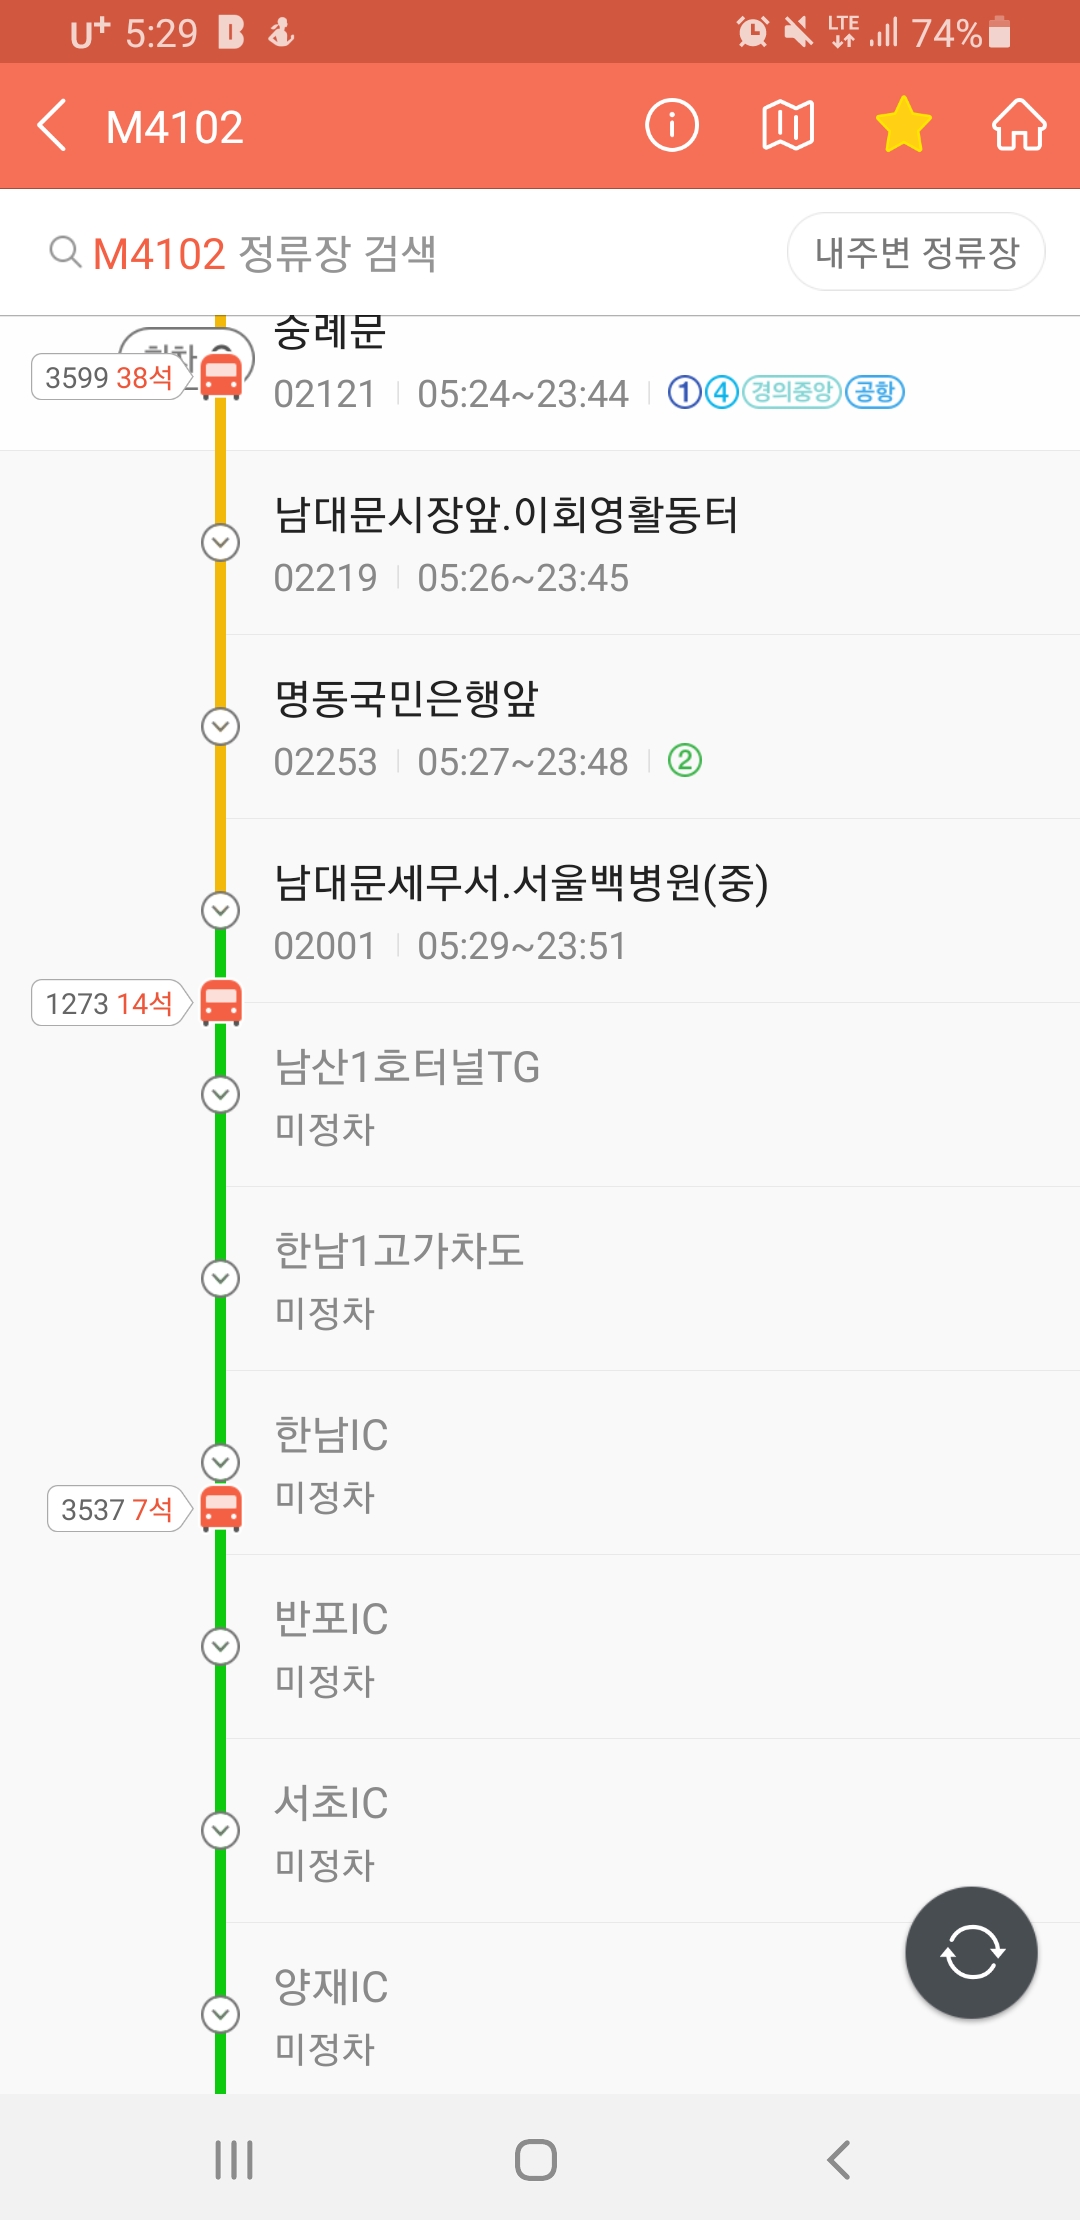 U+ 5:29 B LTE 74%
M4102
M4102 정류장 검색
내주변 정류장
숭례문
3599 38석
02121 05:24~23:44 1 4 경의중앙 공항
남대문시장앞.이회영활동터
02219 05:26~23:45
명동국민은행앞
02253 05:27~23:48 2
남대문세무서.서울백병원(중)
02001 05:29~23:51
1273 14석
남산1호터널TG
미정차
한남1고가차도
미정차
한남IC
미정차
3537 7석
반포IC
미정차
서초IC
미정차
양재IC
미정차